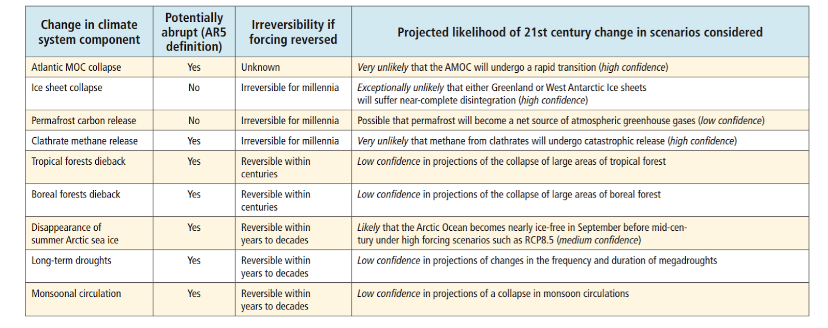 Change in climate system component
Potentially abrupt (AR5 definition)
Irreversibility if forcing reversed
Projected likelihood of 21st century change in scenarios considered
Atlantic MOC collapse
Yes
Unknown
Very unlikely that the AMOC will undergo a rapid transition (high confidence)
Ice sheet collapse
No
Irreversible for millennia
Exceptionally unlikely that either Greenland or West Antarctic Ice sheets
will suffer near-complete disintegration (high confidence)
Permafrost carbon release
No
Irreversible for millennia
Possible that permafrost will become a net source of atmospheric greenhouse gases (low confidence)
Clathrate methane release
Yes
Irreversible for millennia
Very unlikely that methane from clathrates will undergo catastrophic release (high confidence)
Tropical forests dieback
Yes
Reversible within
centuries
Low confidence in projections of the collapse of large areas of tropical forest
Boreal forests dieback
Yes
Reversible within
centuries
Low confidence in projections of the collapse of large areas of boreal forest
Disappearance of
summer Arctic sea ice
Yes
Reversible within
years to decades
Likely that the Arctic Ocean becomes nearly ice-free in September before mid-cen-
tury under high forcing scenarios such as RCP8.5 (medium confidence)
Long-term droughts
Yes
Reversible within
years to decades
Low confidence in projections of changes in the frequency and duration of megadroughts
Monsoonal circulation
Yes
Reversible within
years to decades
Low confidence in projections of a collapse in monsoon circulations